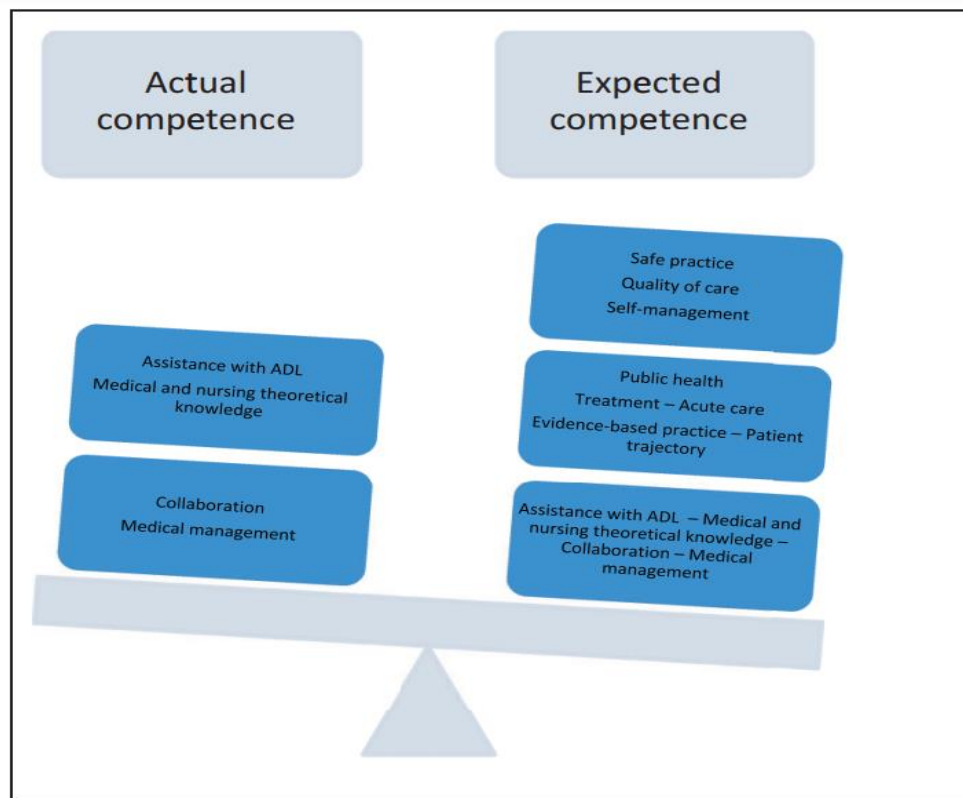 Actual
competence
Expected
competence
Assistance with ADL
Medical and nursing theoretical
knowledge
Collaboration
Medical management
Safe practice
Quality of care
Self-management
Public health
Treatment – Acute care
Evidence-based practice – Patient
trajectory
Assistance with ADL – Medical and
nursing theoretical knowledge –
Collaboration – Medical
management